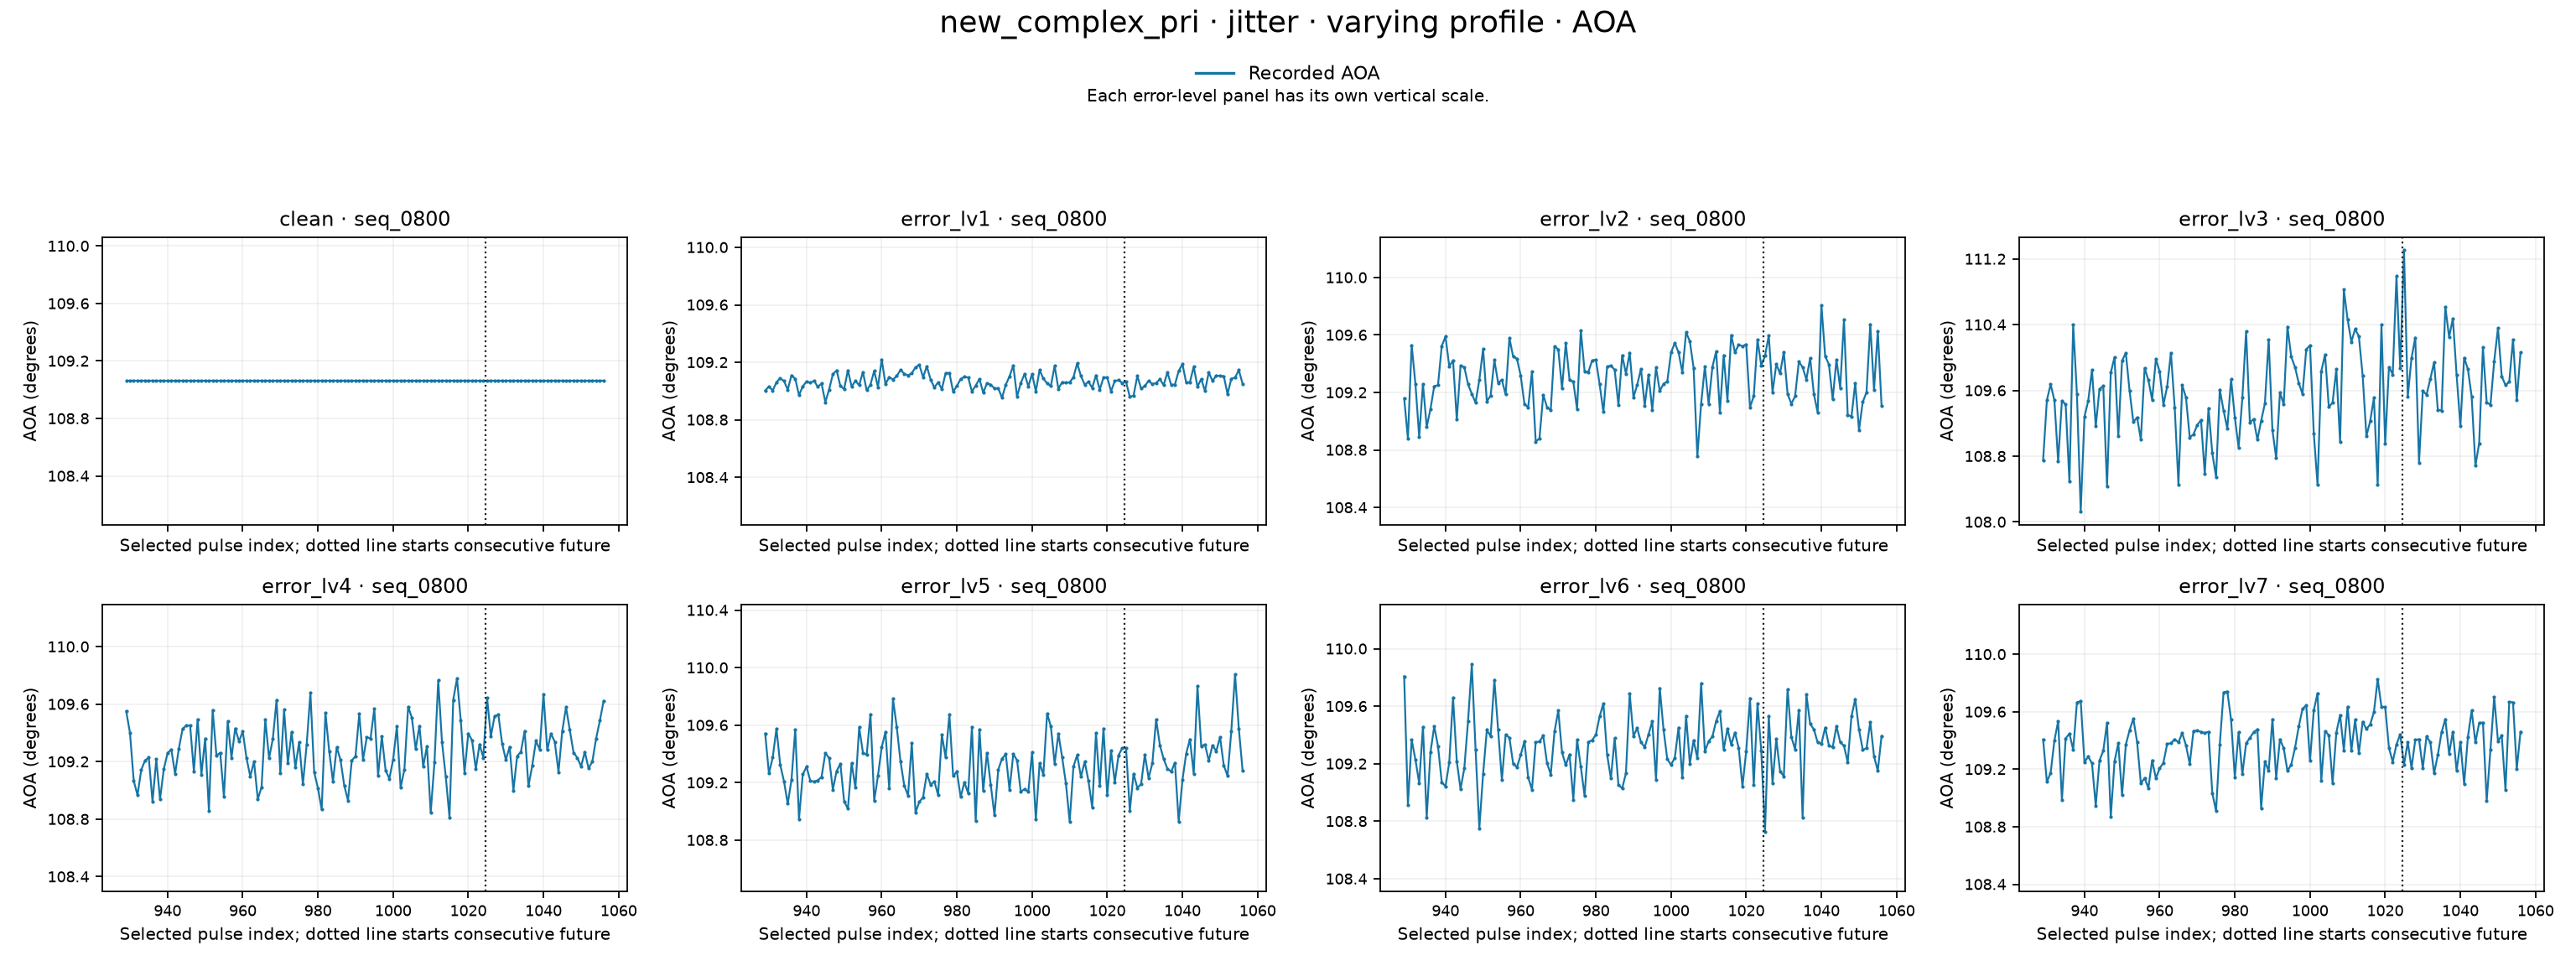 new_complex_pri · jitter · varying profile · AOA
Recorded AOA
Each error-level panel has its own vertical scale.
clean · seq_0800
AOA (degrees)
110.0
109.6
109.2
108.8
108.4
Selected pulse index; dotted line starts consecutive future
error_lv1 · seq_0800
AOA (degrees)
110.0
109.6
109.2
108.8
108.4
Selected pulse index; dotted line starts consecutive future
error_lv2 · seq_0800
AOA (degrees)
110.0
109.6
109.2
108.8
108.4
Selected pulse index; dotted line starts consecutive future
error_lv3 · seq_0800
AOA (degrees)
111.2
110.4
109.6
108.8
108.0
Selected pulse index; dotted line starts consecutive future
error_lv4 · seq_0800
AOA (degrees)
110.0
109.6
109.2
108.8
108.4
940 960 980 1000 1020 1040 1060
Selected pulse index; dotted line starts consecutive future
error_lv5 · seq_0800
AOA (degrees)
110.4
110.0
109.6
109.2
108.8
940 960 980 1000 1020 1040 1060
Selected pulse index; dotted line starts consecutive future
error_lv6 · seq_0800
AOA (degrees)
110.0
109.6
109.2
108.8
108.4
940 960 980 1000 1020 1040 1060
Selected pulse index; dotted line starts consecutive future
error_lv7 · seq_0800
AOA (degrees)
110.0
109.6
109.2
108.8
108.4
940 960 980 1000 1020 1040 1060
Selected pulse index; dotted line starts consecutive future